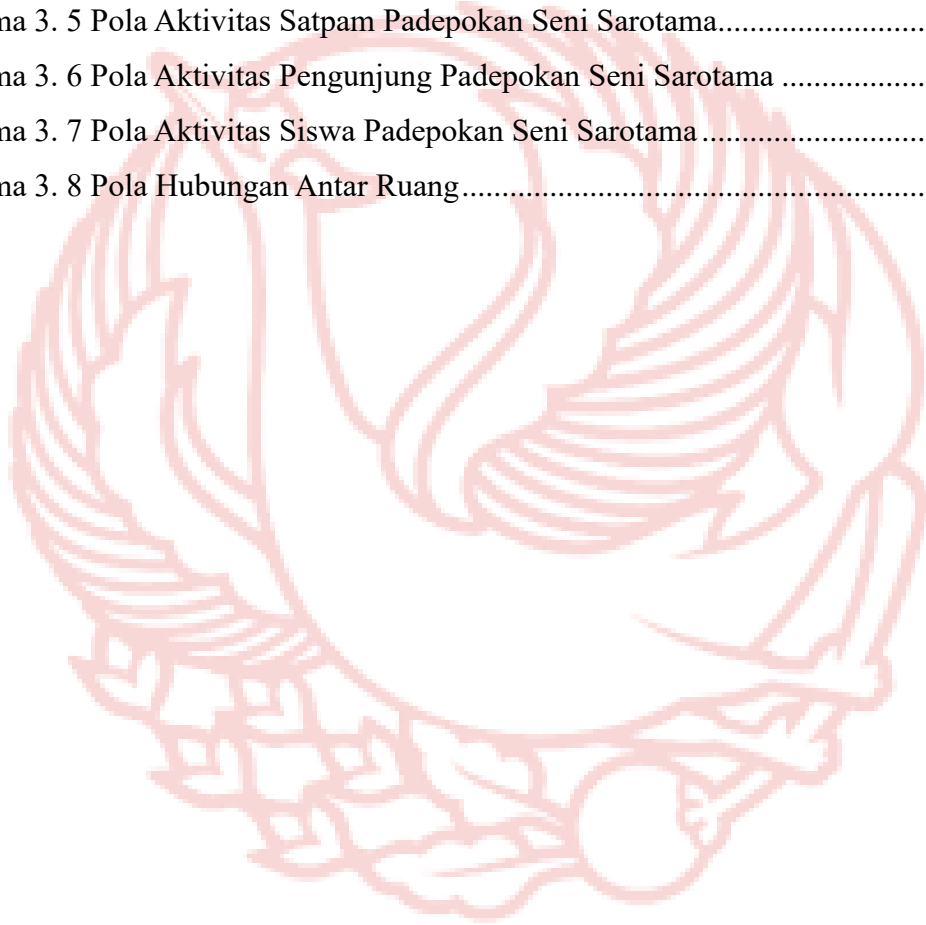 ma 3. 5 Pola Aktivitas Satpam Padepokan Seni Sarotama..........................
ma 3. 6 Pola Aktivitas Pengunjung Padepokan Seni Sarotama ..................
ma 3. 7 Pola Aktivitas Siswa Padepokan Seni Sarotama............................
ma 3. 8 Pola Hubungan Antar Ruang..........................................................